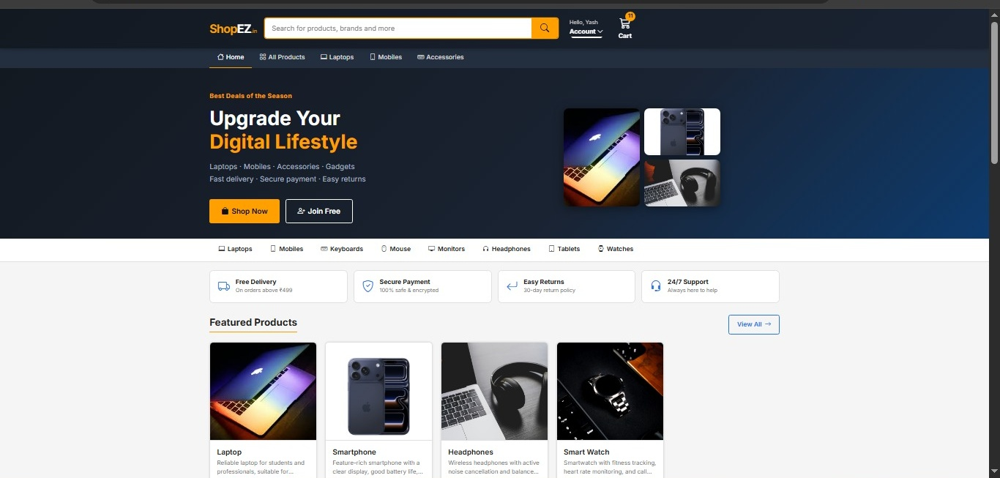 ShopEZ.in
Search for products, brands and more
Hello, Yash
Account
11
Cart
Home
All Products
Laptops
Mobiles
Accessories
Best Deals of the Season
Upgrade Your
Digital Lifestyle
Laptops · Mobiles · Accessories · Gadgets
Fast delivery · Secure payment · Easy returns
Shop Now
Join Free
Laptops
Mobiles
Keyboards
Mouse
Monitors
Headphones
Tablets
Watches
Free Delivery
On orders above ₹499
Secure Payment
100% safe & encrypted
Easy Returns
30-day return policy
24/7 Support
Always here to help
Featured Products
View All →
Laptop
Reliable laptop for students and
professionals, suitable for...
Smartphone
Feature-rich smartphone with a
clear display, good battery life,...
Headphones
Wireless headphones with active
noise cancellation and balance...
Smart Watch
Smartwatch with fitness tracking,
heart rate monitoring, and call...